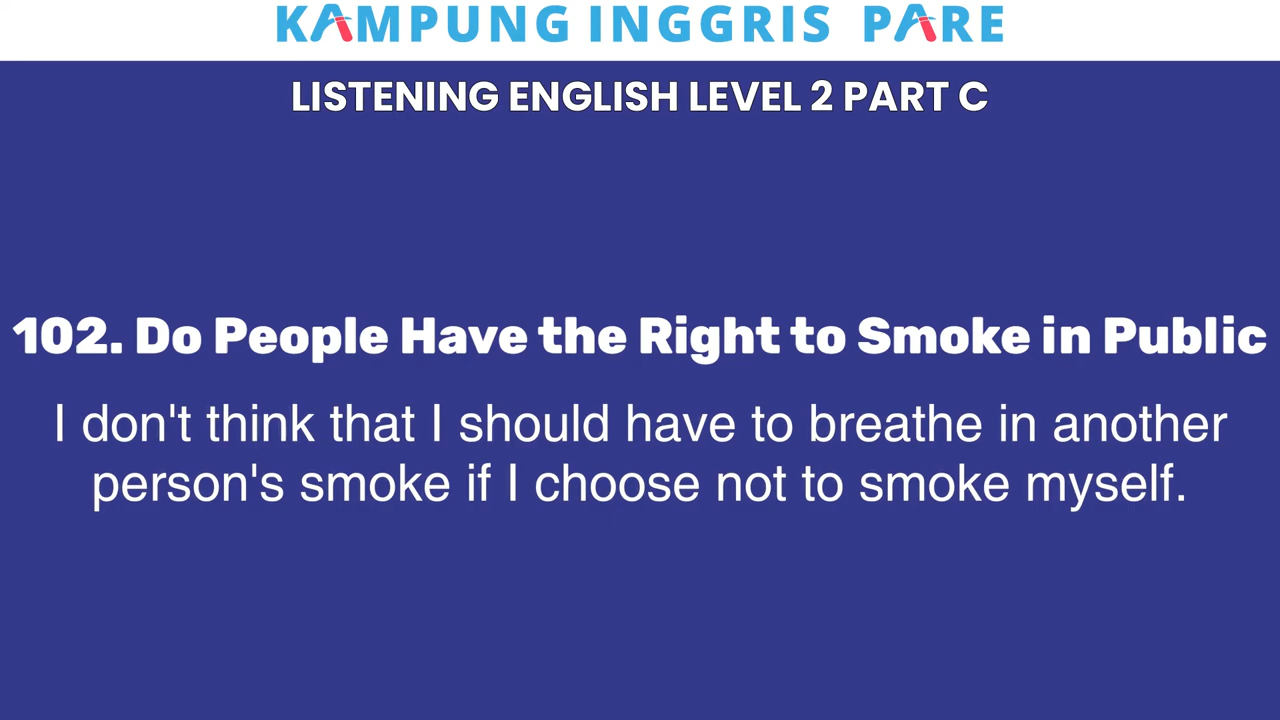 KAMPUNG INGGRIS PARE
LISTENING ENGLISH LEVEL 2 PART C
102. Do People Have the Right to Smoke in Public
I don't think that I should have to breathe in another
person's smoke if I choose not to smoke myself.